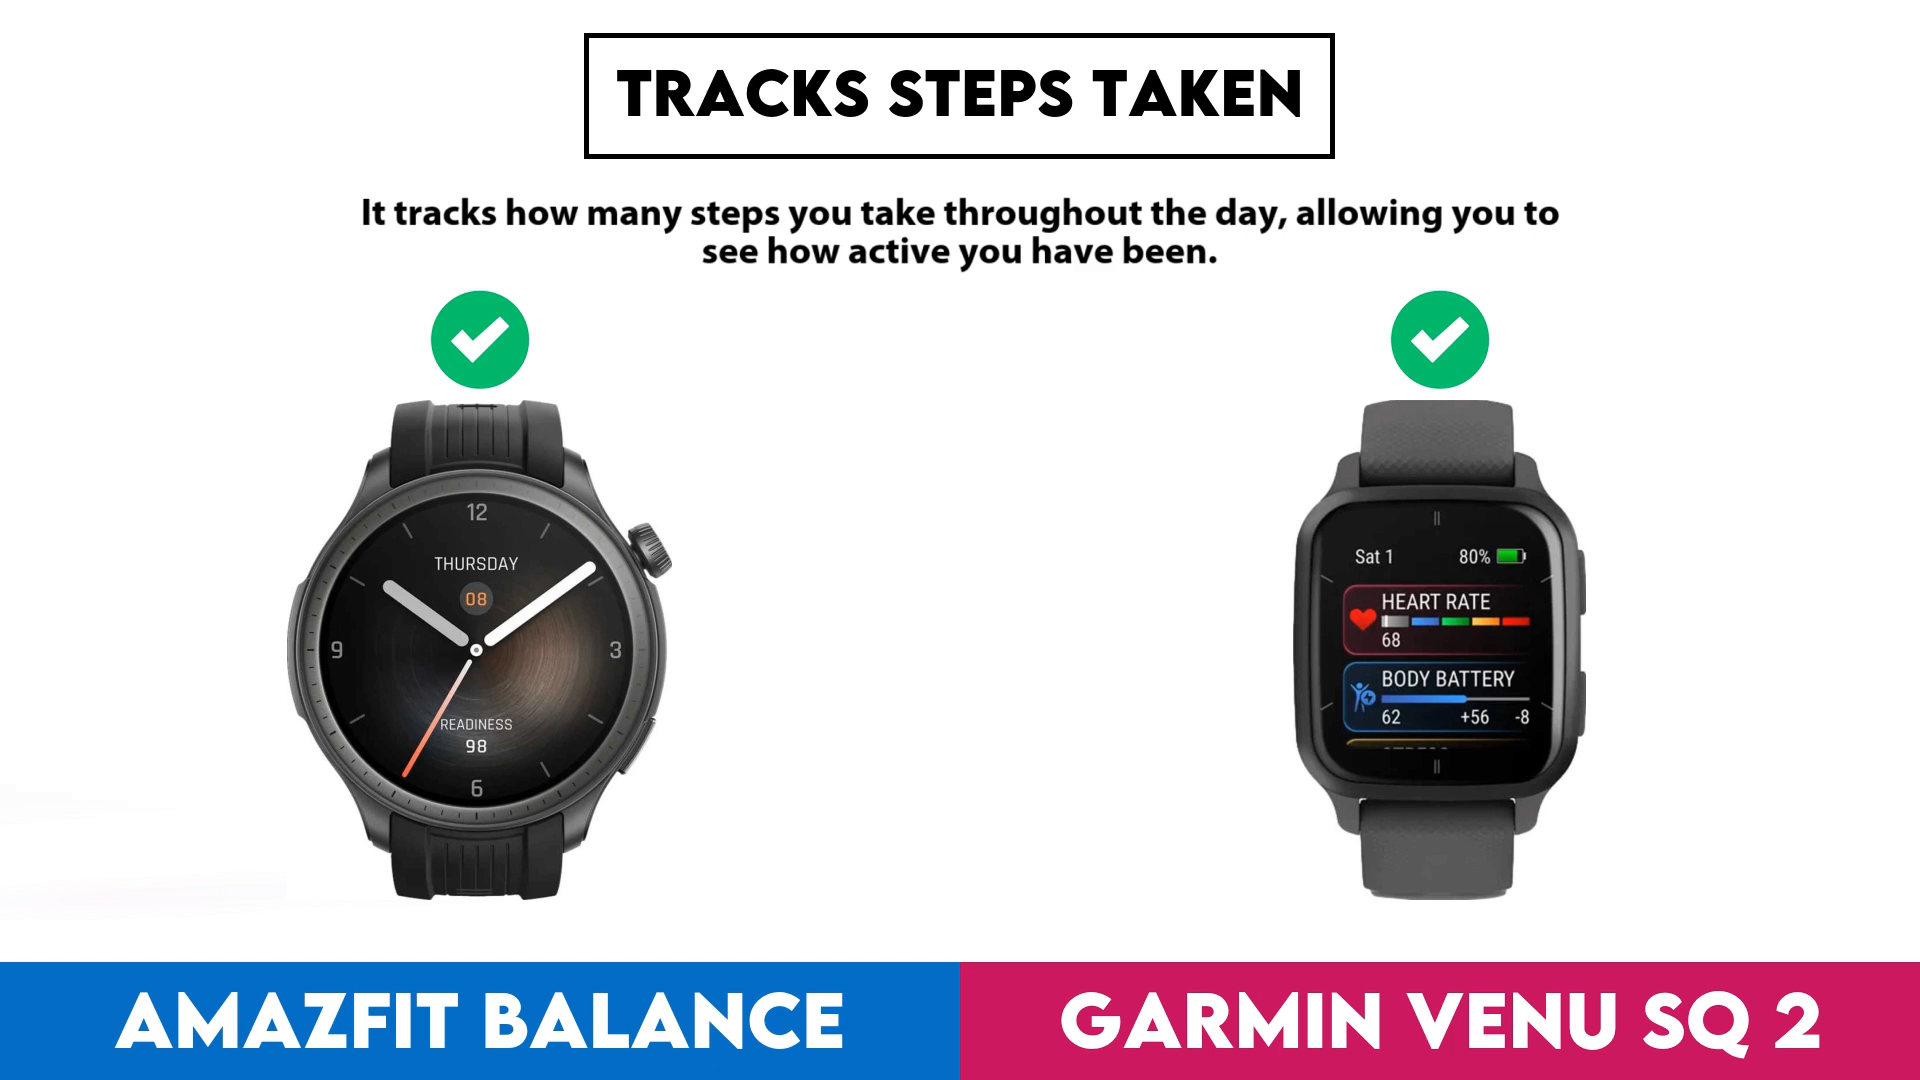 TRACKS STEPS TAKEN
It tracks how many steps you take throughout the day, allowing you to
see how active you have been.
12
THURSDAY
08
9
3
READINESS
98
6
Sat 1 80%
HEART RATE
68
BODY BATTERY
62 +56 -8
AMAZFIT BALANCE
GARMIN VENU SQ 2